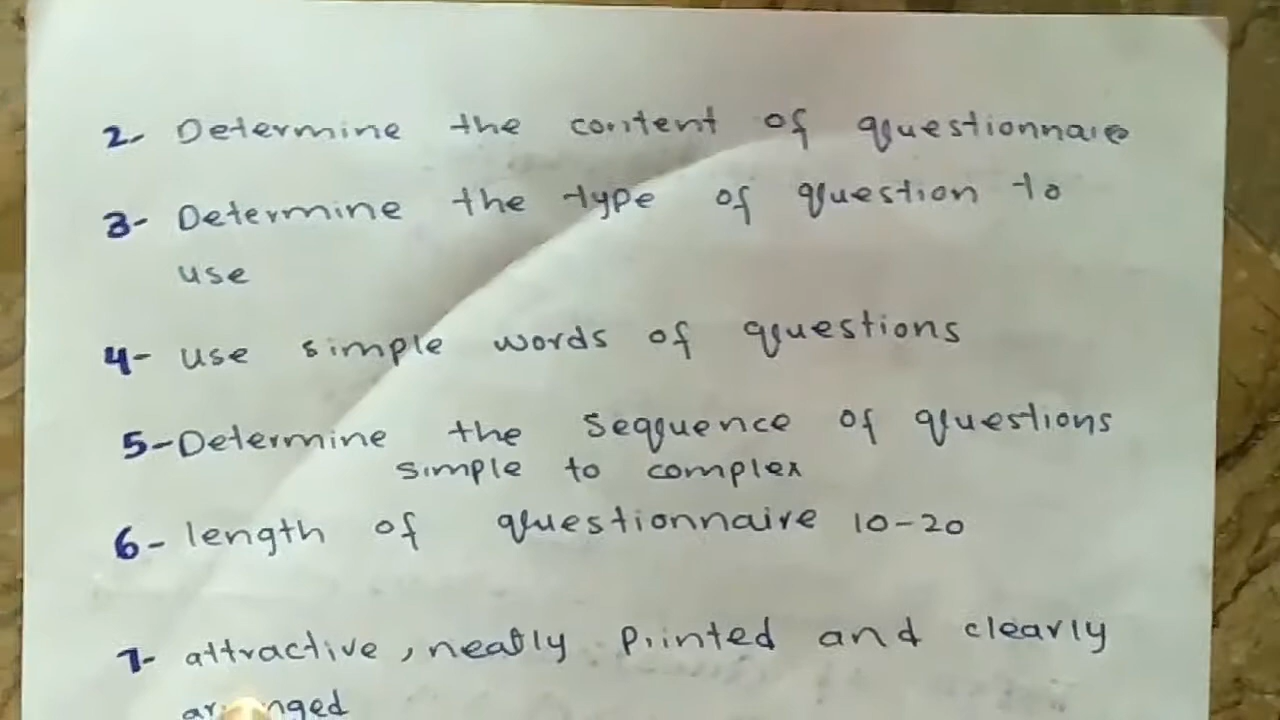 2- Determine the content of questionnaire
3- Determine the type of question to
use
4- use simple words of questions
5- Determine the sequence of questions
simple to complex
6- length of questionnaire 10-20
7- attractive, neatly printed and clearly